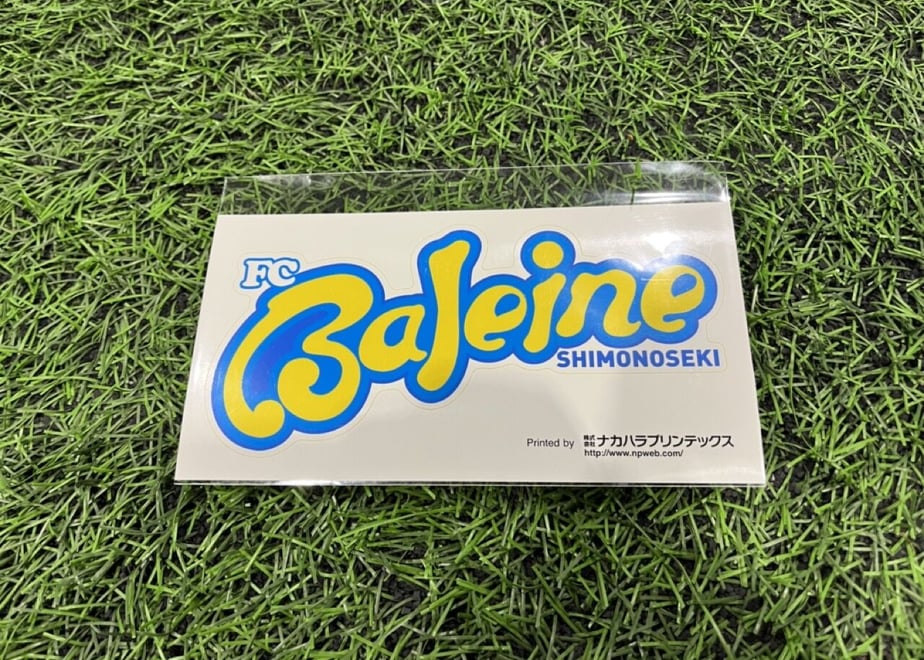 FC
Baleine
SHIMONOSEKI
Printed by 株式会社ナカハラプリンテックス
http://www.npweb.com/